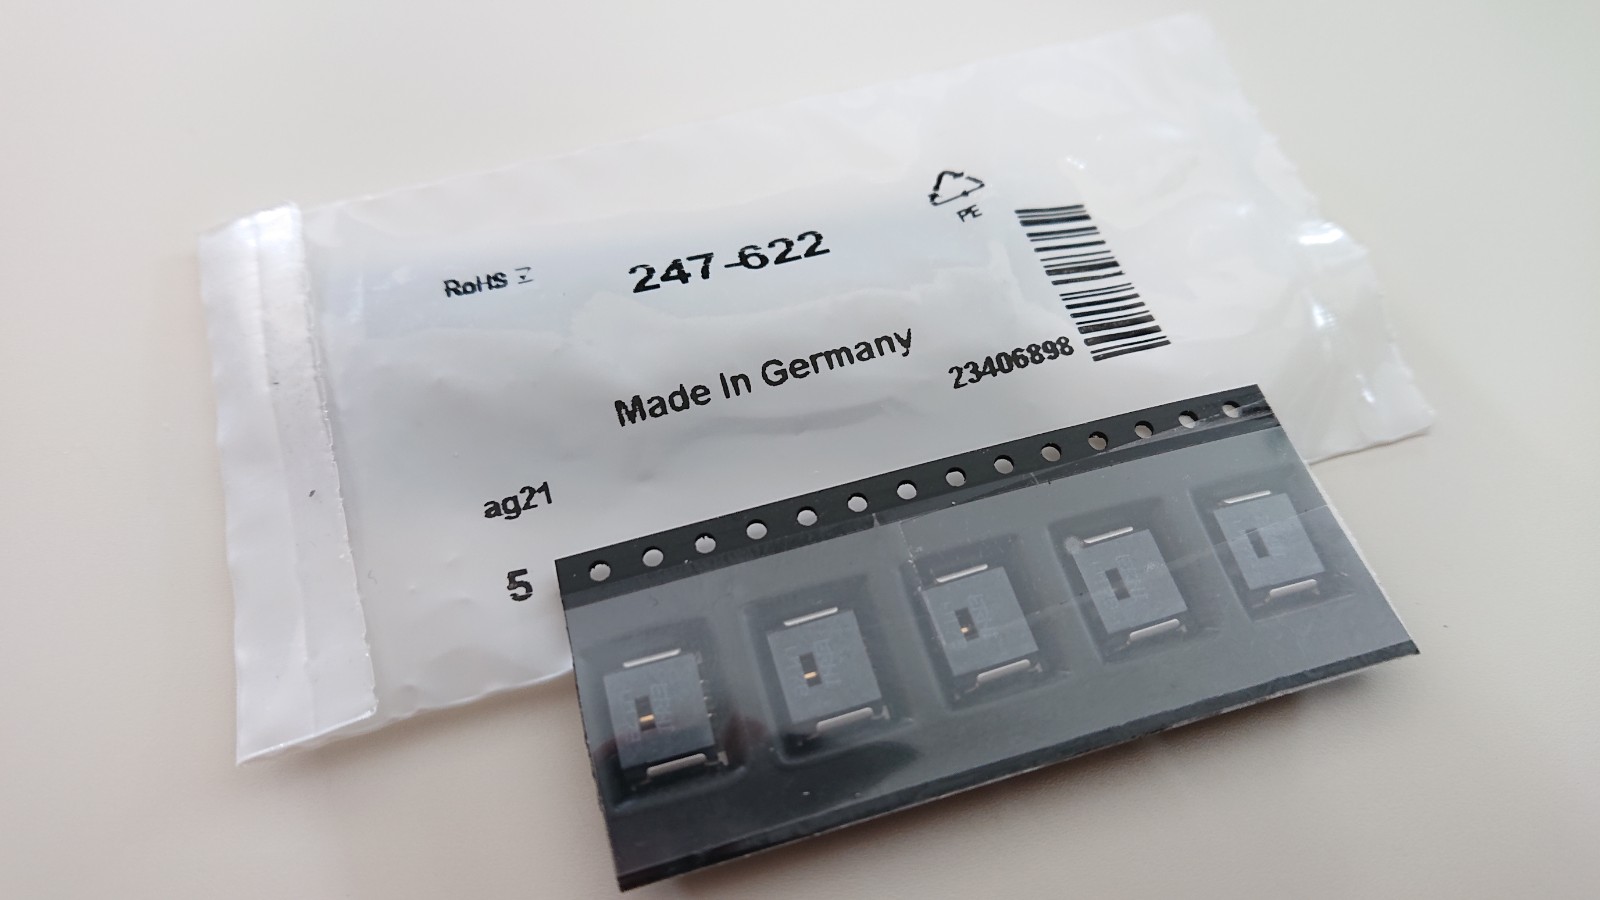 RoHS
247-622
PE
Made In Germany
23406898
ag21
5